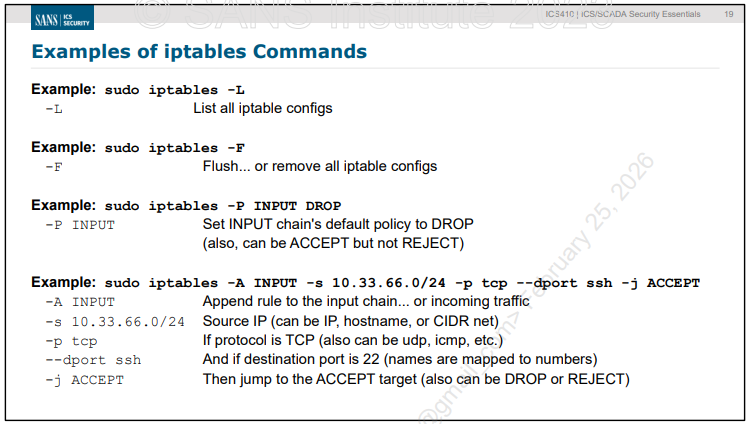 © SANS Institute 2026
SANS | ICS SECURITY
ICS410 | ICS/SCADA Security Essentials 19
Examples of iptables Commands
Example: sudo iptables -L
-L List all iptable configs
Example: sudo iptables -F
-F Flush... or remove all iptable configs
Example: sudo iptables -P INPUT DROP
-P INPUT Set INPUT chain's default policy to DROP
(also, can be ACCEPT but not REJECT)
Example: sudo iptables -A INPUT -s 10.33.66.0/24 -p tcp --dport ssh -j ACCEPT
-A INPUT Append rule to the input chain... or incoming traffic
-s 10.33.66.0/24 Source IP (can be IP, hostname, or CIDR net)
-p tcp If protocol is TCP (also can be udp, icmp, etc.)
--dport ssh And if destination port is 22 (names are mapped to numbers)
-j ACCEPT Then jump to the ACCEPT target (also can be DROP or REJECT)
February 25, 2026